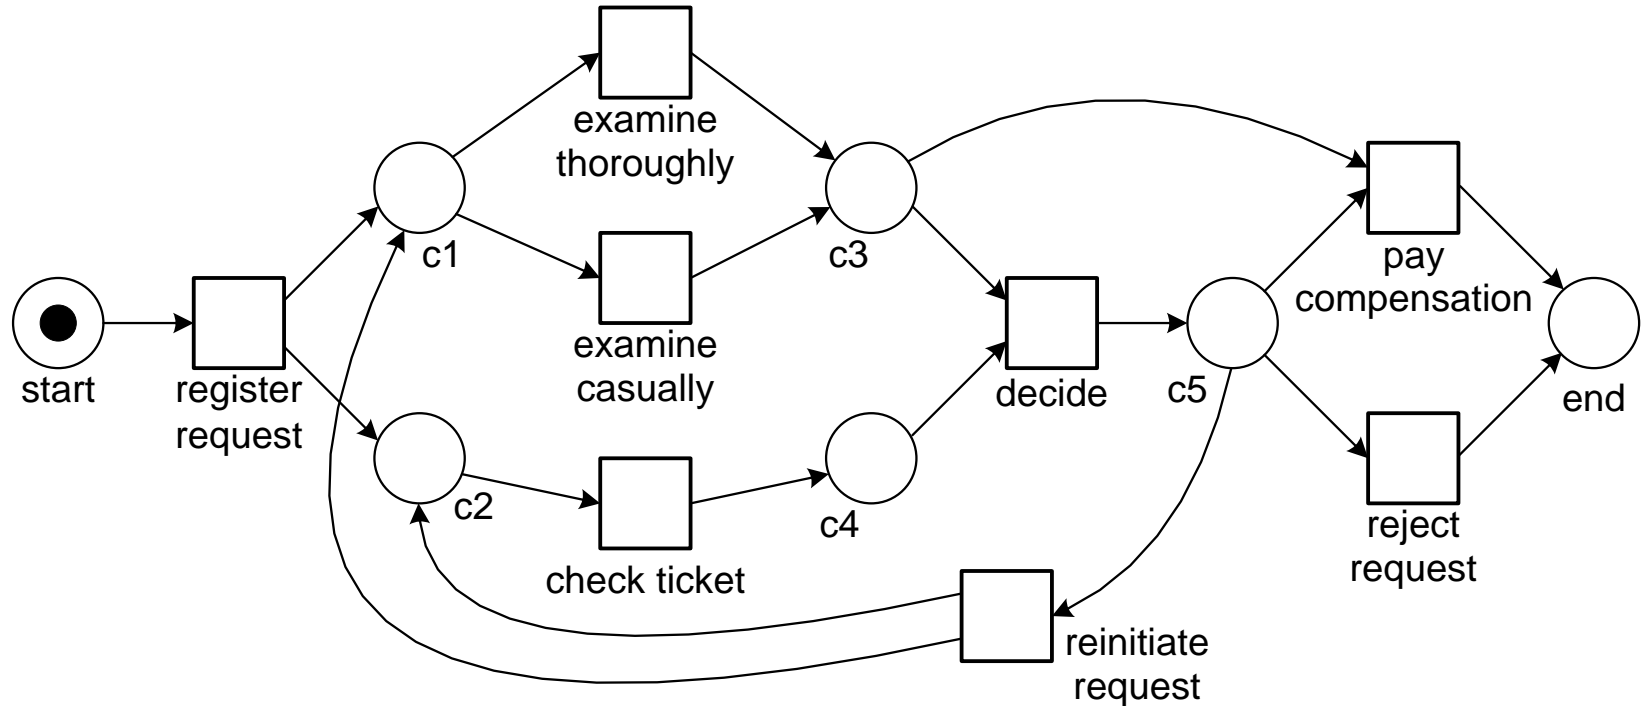 examine
thoroughly
c1
c3
pay
compensation
start
register
request
examine
casually
decide
c5
end
c2
c4
reject
request
check ticket
reinitiate
request